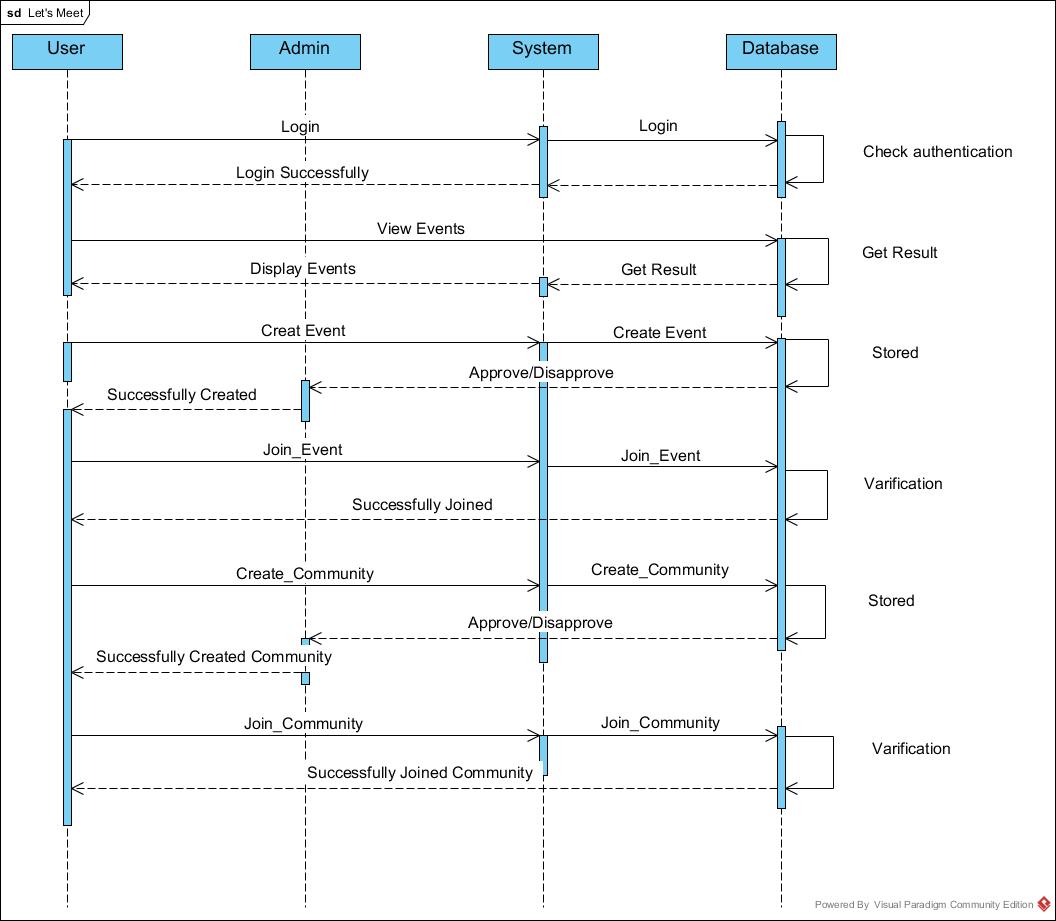 sd Let's Meet
User
Admin
System
Database
Login
Login
Check authentication
Login Successfully
View Events
Get Result
Display Events
Get Result
Creat Event
Create Event
Stored
Approve/Disapprove
Successfully Created
Join_Event
Join_Event
Varification
Successfully Joined
Create_Community
Create_Community
Stored
Approve/Disapprove
Successfully Created Community
Join_Community
Join_Community
Varification
Successfully Joined Community
Powered By Visual Paradigm Community Edition